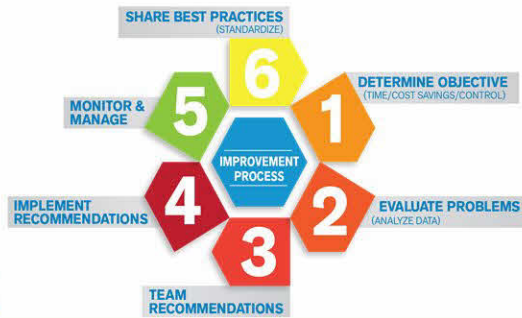 SHARE BEST PRACTICES
(STANDARDIZE)
6
DETERMINE OBJECTIVE
(TIME/COST SAVINGS/CONTROL)
1
MONITOR &
MANAGE
5
IMPROVEMENT
PROCESS
IMPLEMENT
RECOMMENDATIONS
4
2
EVALUATE PROBLEMS
(ANALYZE DATA)
3
TEAM
RECOMMENDATIONS